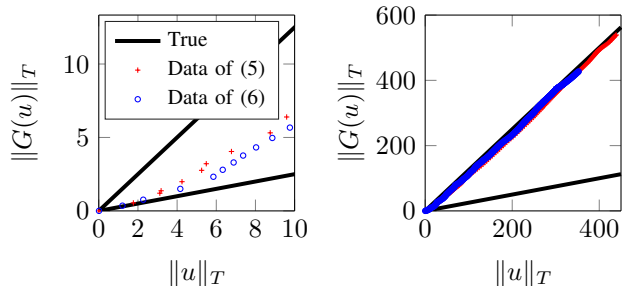 True
Data of (5)
Data of (6)
10
5
0
0 2 4 6 8 10
‖G(u)‖_T
‖u‖_T
600
400
200
0
0 200 400
‖G(u)‖_T
‖u‖_T